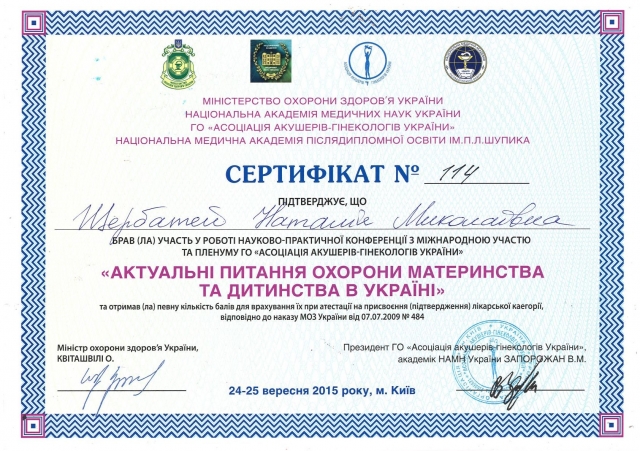 МІНІСТЕРСТВО ОХОРОНИ ЗДОРОВ'Я УКРАЇНИ
НАЦІОНАЛЬНА АКАДЕМІЯ МЕДИЧНИХ НАУК УКРАЇНИ
ГО «АСОЦІАЦІЯ АКУШЕРІВ-ГІНЕКОЛОГІВ УКРАЇНИ»
НАЦІОНАЛЬНА МЕДИЧНА АКАДЕМІЯ ПІСЛЯДИПЛОМНОЇ ОСВІТИ ІМ.П.Л.ШУПИКА
СЕРТИФІКАТ № 114
ПІДТВЕРДЖУЄ, ЩО
Наталія Миколаївна
БРАВ (ЛА) УЧАСТЬ У РОБОТІ НАУКОВО-ПРАКТИЧНОЇ КОНФЕРЕНЦІЇ З МІЖНАРОДНОЮ УЧАСТЮ
ТА ПЛЕНУМУ ГО «АСОЦІАЦІЯ АКУШЕРІВ-ГІНЕКОЛОГІВ УКРАЇНИ»
«АКТУАЛЬНІ ПИТАННЯ ОХОРОНИ МАТЕРИНСТВА
ТА ДИТИНСТВА В УКРАЇНІ»
та отримав (ла) певну кількість балів для врахування їх при атестації на присвоєння (підтвердження) лікарської каегорії,
відповідно до наказу МОЗ України від 07.07.2009 № 484
Міністр охорони здоров'я України,
КВІТАШВІЛІ О.
Президент ГО «Асоціація акушерів-гінекологів України»,
академік НАМН України ЗАПОРОЖАН В.М.
24-25 вересня 2015 року, м. Київ